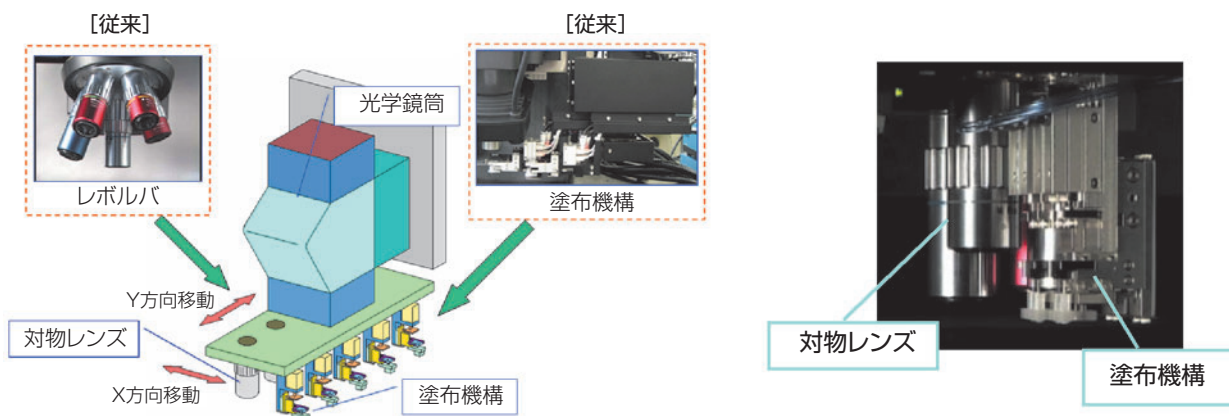 [従来]
[従来]
光学鏡筒
レボルバ
塗布機構
Y方向移動
対物レンズ
X方向移動
塗布機構
対物レンズ
塗布機構